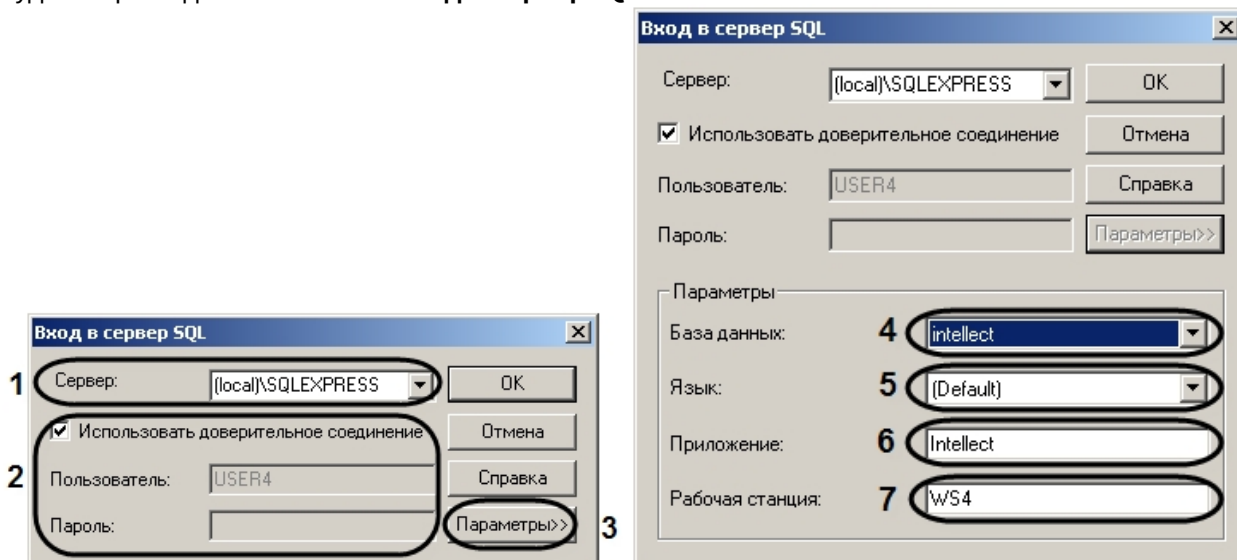 Вход в сервер SQL
Сервер:
(local)\SQLEXPRESS
OK
Использовать доверительное соединение
Отмена
Пользователь:
USER4
Справка
Пароль:
Параметры>>
Параметры
База данных:
4
intellect
Язык:
5
(Default)
Приложение:
6
Intellect
Рабочая станция:
7
WS4
Вход в сервер SQL
1
Сервер:
(local)\SQLEXPRESS
OK
2
Использовать доверительное соединение
Отмена
Пользователь:
USER4
Справка
Пароль:
Параметры>>
3